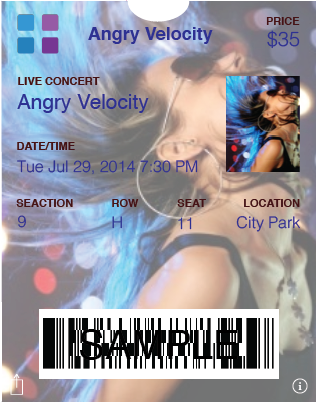 Angry Velocity
PRICE
$35
LIVE CONCERT
Angry Velocity
DATE/TIME
Tue Jul 29, 2014 7:30 PM
SEACTION ROW SEAT LOCATION
9 H 11 City Park
SAMPLE